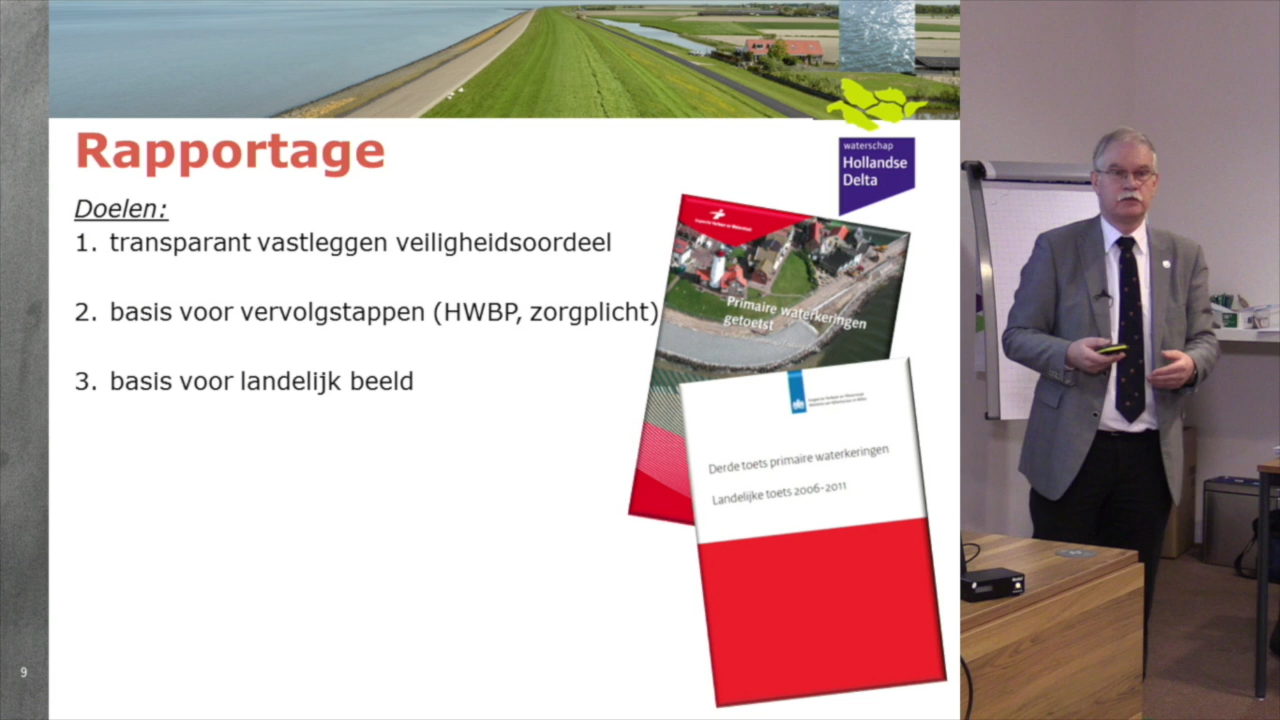 Rapportage
waterschap
Hollandse
Delta
Doelen:
1. transparant vastleggen veiligheidsoordeel
2. basis voor vervolgstappen (HWBP, zorgplicht)
3. basis voor landelijk beeld
Primaire waterkeringen
getoetst
Derde toets primaire waterkeringen
Landelijke toets 2006-2011
9